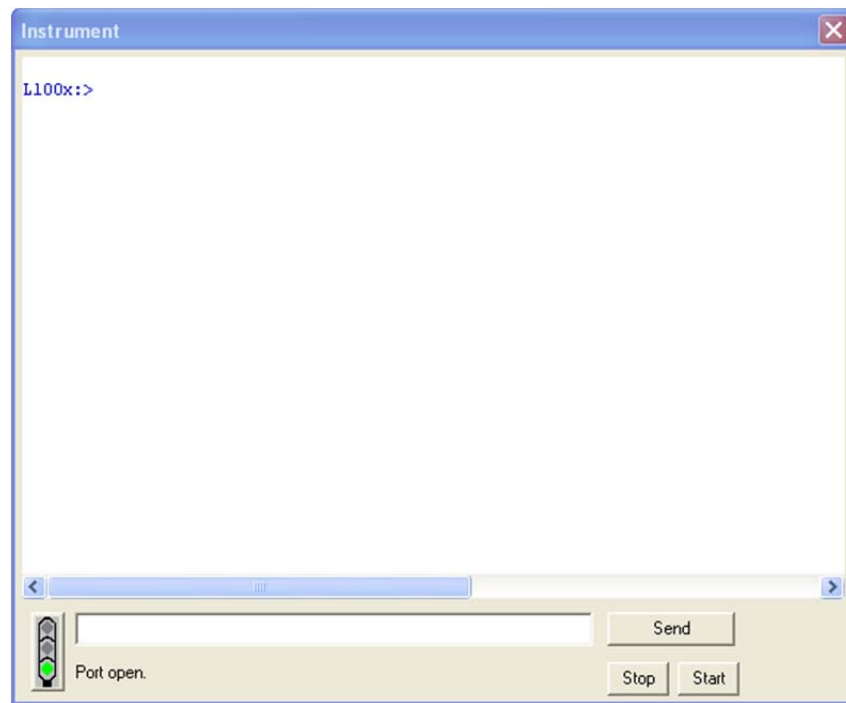 Instrument
L100x:>
Send
Port open.
Stop Start